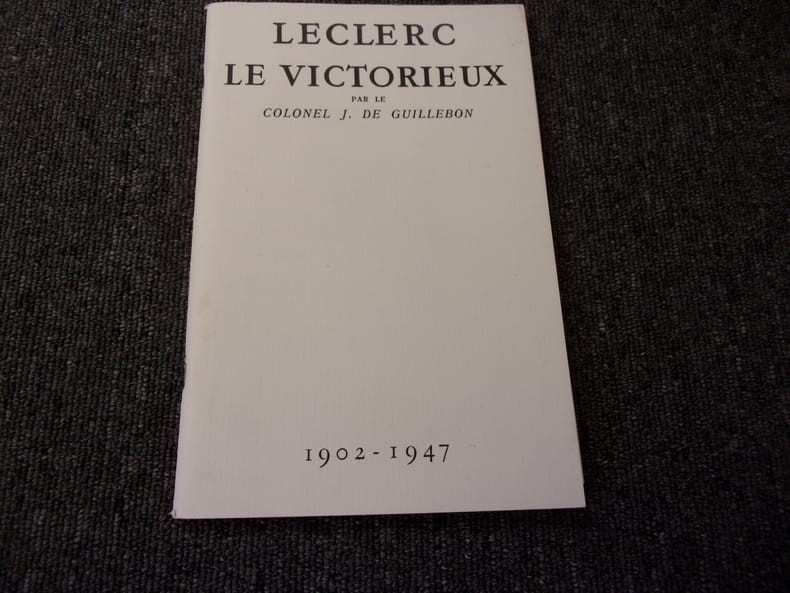 LECLERC
LE VICTORIEUX
PAR LE
COLONEL J. DE GUILLEBON
1902-1947